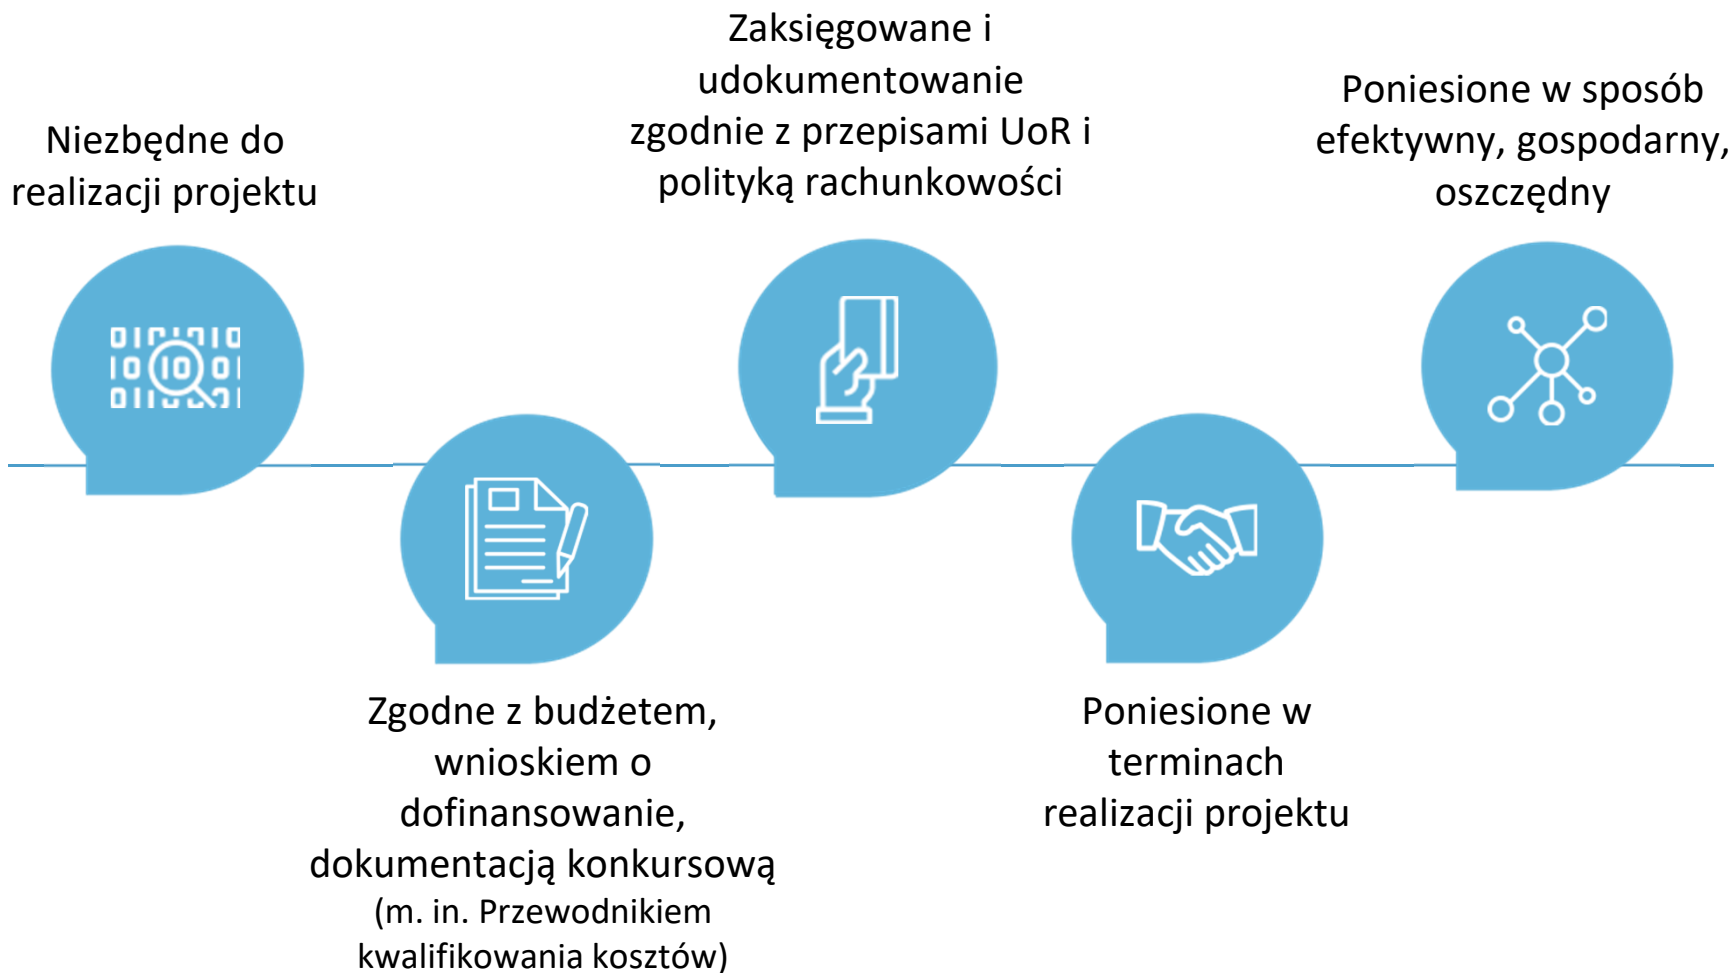 Niezbędne do
realizacji projektu
Zgodne z budżetem,
wnioskiem o
dofinansowanie,
dokumentacją konkursową
(m. in. Przewodnikiem
kwalifikowania kosztów)
Zaksięgowane i
udokumentowanie
zgodnie z przepisami UoR i
polityką rachunkowości
Poniesione w
terminach
realizacji projektu
Poniesione w sposób
efektywny, gospodarny,
oszczędny